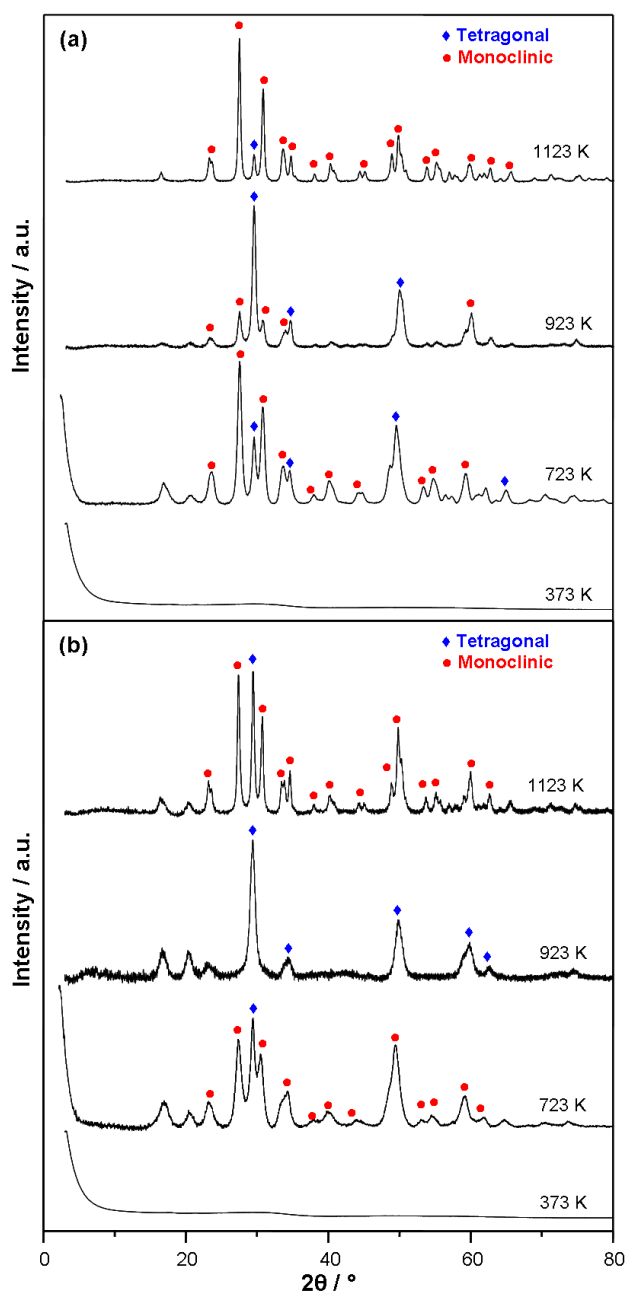 (a)
♦ Tetragonal
● Monoclinic
1123 K
923 K
723 K
373 K
Intensity / a.u.
(b)
♦ Tetragonal
● Monoclinic
1123 K
923 K
723 K
373 K
Intensity / a.u.
0 20 40 60 80
2θ / °